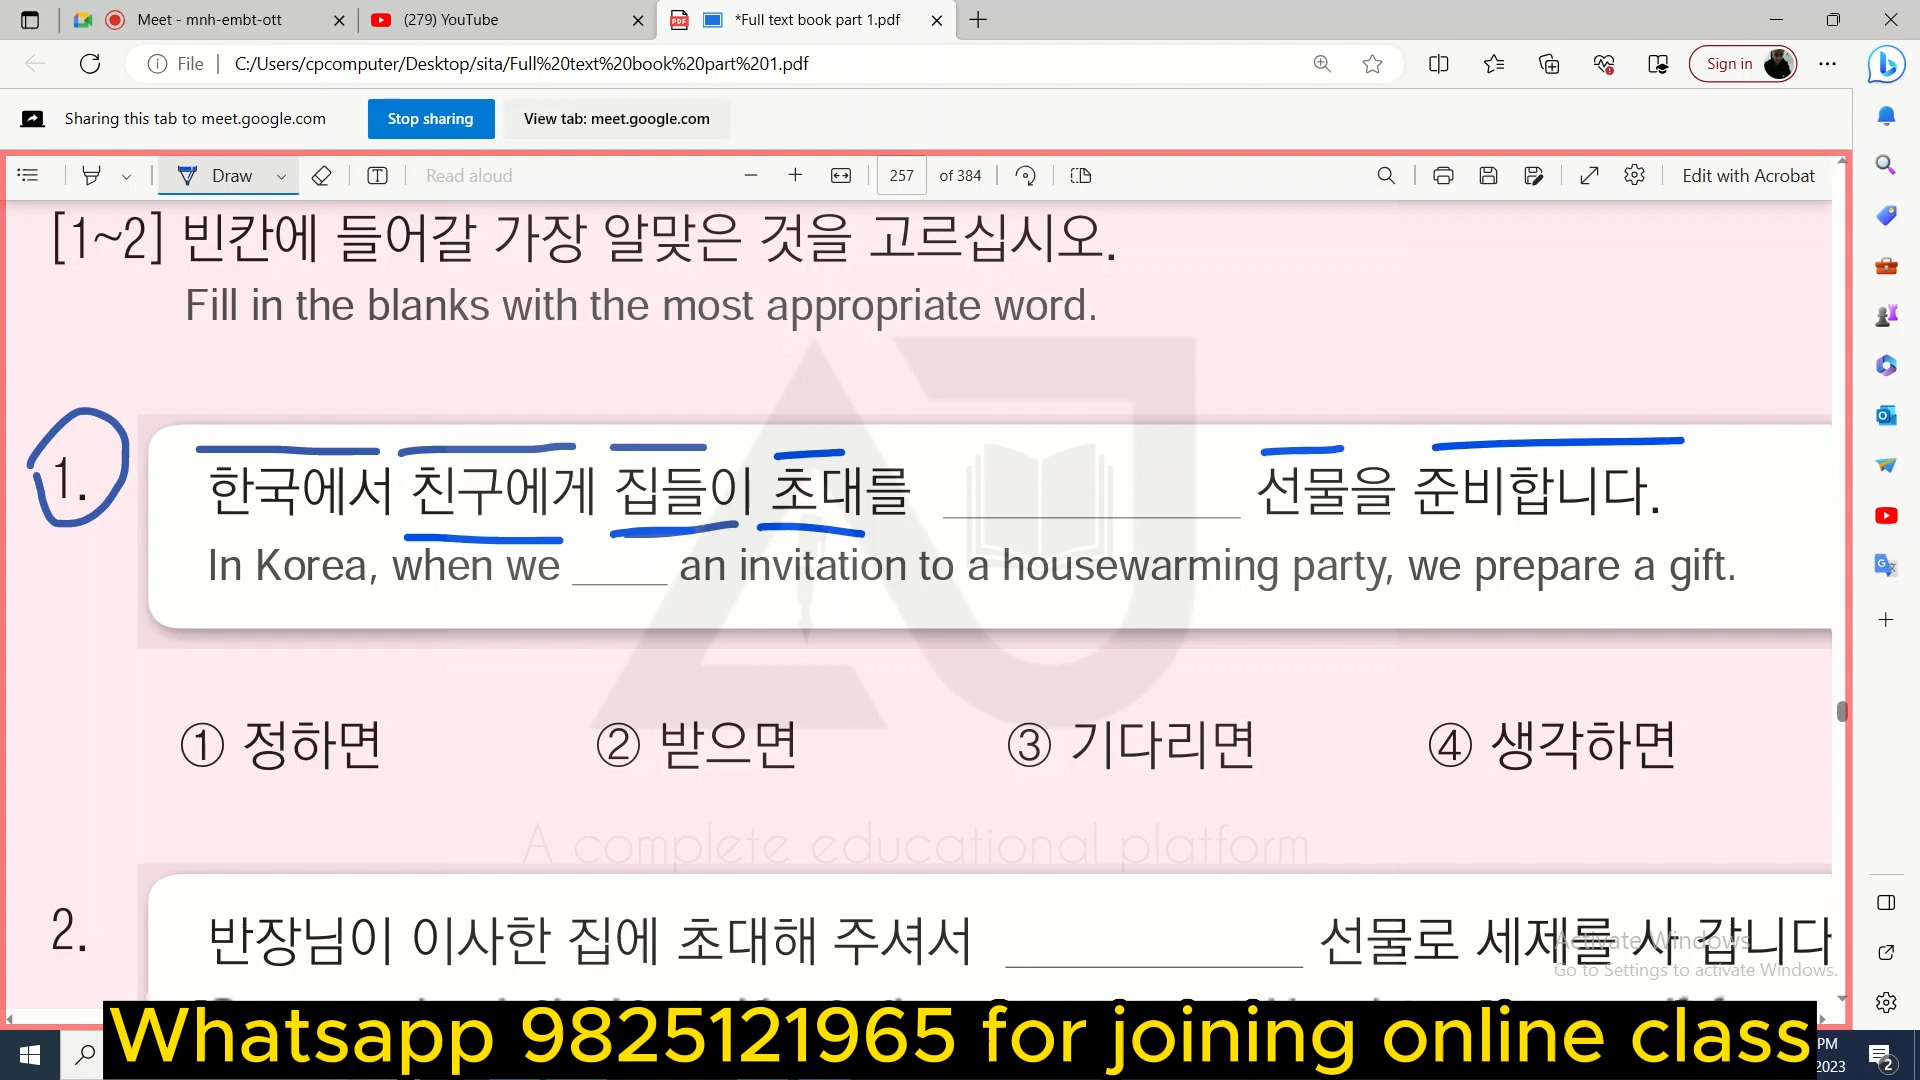 Meet - mnh-embt-ott
(279) YouTube
*Full text book part 1.pdf
File
C:/Users/cpcomputer/Desktop/sita/Full%20text%20book%20part%201.pdf
Sign in
Sharing this tab to meet.google.com
Stop sharing
View tab: meet.google.com
Draw
Read aloud
257 of 384
Edit with Acrobat
[1~2] 빈칸에 들어갈 가장 알맞은 것을 고르십시오.
Fill in the blanks with the most appropriate word.
1.
한국에서 친구에게 집들이 초대를 ____________ 선물을 준비합니다.
In Korea, when we _____ an invitation to a housewarming party, we prepare a gift.
① 정하면 ② 받으면 ③ 기다리면 ④ 생각하면
A complete educational platform
2. 반장님이 이사한 집에 초대해 주셔서 ____________ 선물로 세제를 사 갑니다
Activate Windows
Go to Settings to activate Windows.
Whatsapp 9825121965 for joining online class
PM
2023
2